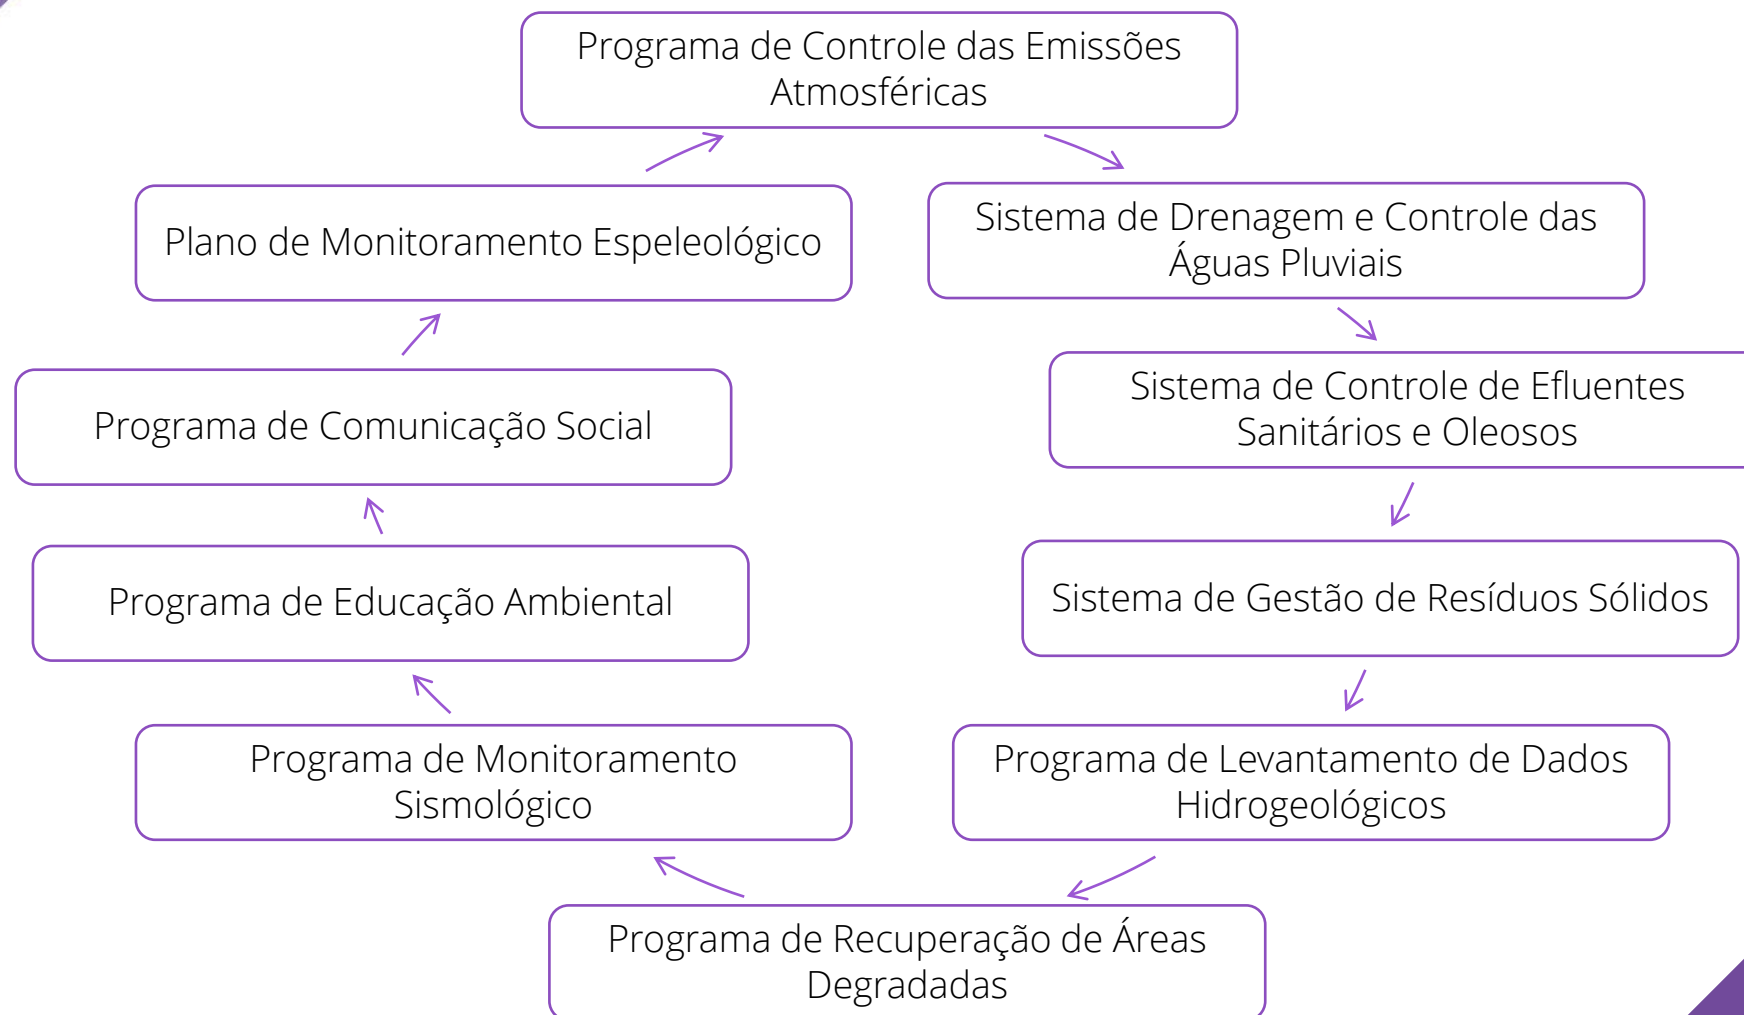 Programa de Controle das Emissões
Atmosféricas
Sistema de Drenagem e Controle das
Águas Pluviais
Sistema de Controle de Efluentes
Sanitários e Oleosos
Sistema de Gestão de Resíduos Sólidos
Programa de Levantamento de Dados
Hidrogeológicos
Programa de Recuperação de Áreas
Degradadas
Programa de Monitoramento
Sismológico
Programa de Educação Ambiental
Programa de Comunicação Social
Plano de Monitoramento Espeleológico